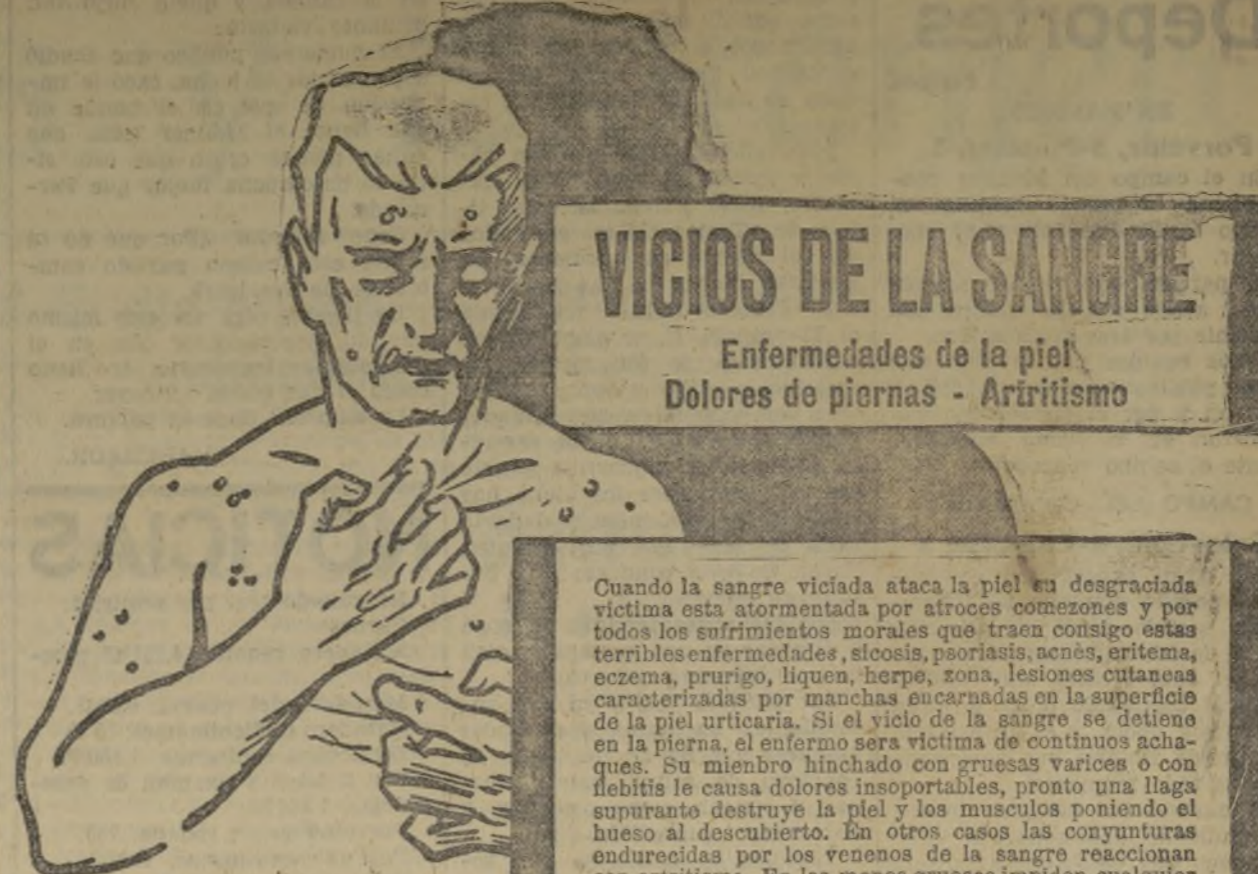 VICIOS DE LA SANGRE
Enfermedades de la piel
Dolores de piernas - Artritismo
Cuando la sangre viciada ataca la piel su desgraciada
victima esta atormentada por atroces comezones y por
todos los sufrimientos morales que traen consigo estas
terribles enfermedades, sicosis, psoriasis, acnès, eritema,
eczema, prurigo, liquen, herpe, zona, lesiones cutaneas
caracterizadas por manchas encarnadas en la superficie
de la piel urticaria. Si el vicio de la sangre se detiene
en la pierna, el enfermo sera victima de continuos acha-
ques. Su mienbro hinchado con gruesas varices o con
flebitis le causa dolores insoportables, pronto una llaga
supurante destruye la piel y los musculos poniendo el
hueso al descubierto. En otros casos las conyunturas
endurecidas por los venenos de la sangre reaccionan